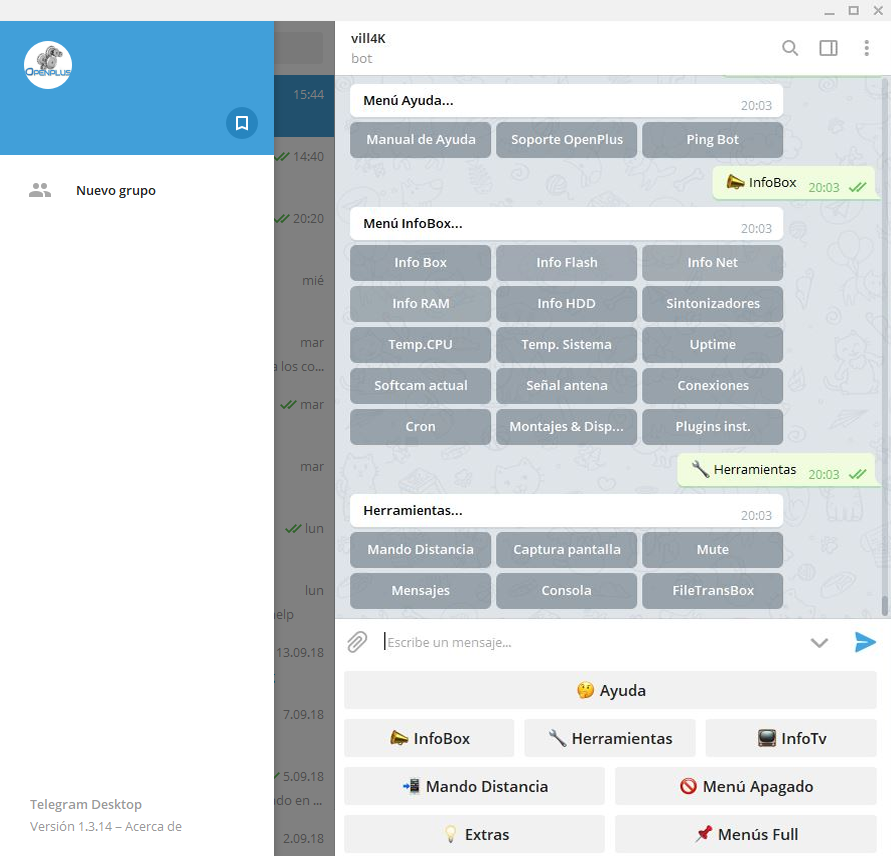 OPENPLUS
Nuevo grupo
Telegram Desktop
Versión 1.3.14 – Acerca de
15:44
14:40
20:20
mié
mar
a los co...
mar
mar
lun
lun
elp
13.09.18
7.09.18
5.09.18
do en ...
2.09.18
vill4K
bot
Menú Ayuda...
20:03
Manual de Ayuda Soporte OpenPlus Ping Bot
InfoBox 20:03
Menú InfoBox...
20:03
Info Box Info Flash Info Net
Info RAM Info HDD Sintonizadores
Temp.CPU Temp. Sistema Uptime
Softcam actual Señal antena Conexiones
Cron Montajes & Disp... Plugins inst.
Herramientas 20:03
Herramientas...
20:03
Mando Distancia Captura pantalla Mute
Mensajes Consola FileTransBox
Escribe un mensaje...
Ayuda
InfoBox Herramientas InfoTv
Mando Distancia Menú Apagado
Extras Menús Full